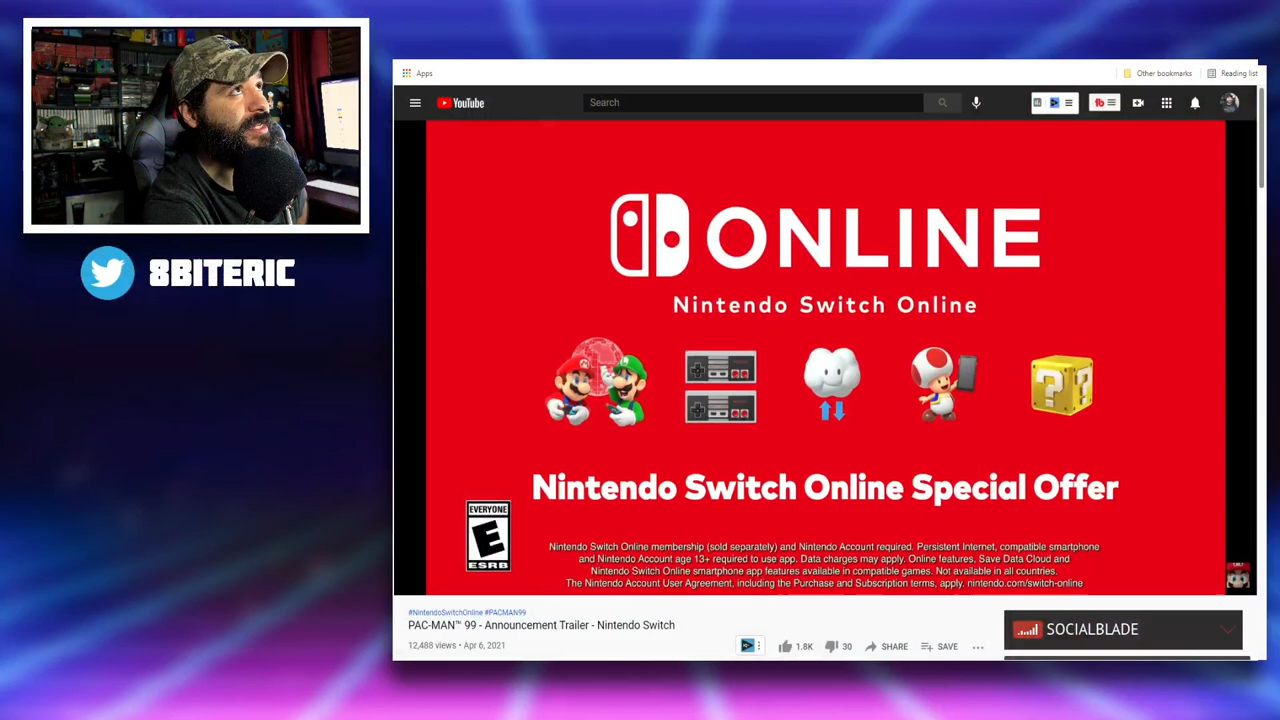 8BITERIC
Apps
Other bookmarks
Reading list
YouTube
Search
ONLINE
Nintendo Switch Online
Nintendo Switch Online Special Offer
EVERYONE
E
ESRB
Nintendo Switch Online membership (sold separately) and Nintendo Account required. Persistent Internet, compatible smartphone
and Nintendo Account age 13+ required to use app. Data charges may apply. Online features, Save Data Cloud and
Nintendo Switch Online smartphone app features available in compatible games. Not available in all countries.
The Nintendo Account User Agreement, including the Purchase and Subscription terms, apply. nintendo.com/switch-online
#NintendoSwitchOnline #PACMAN99
PAC-MAN™ 99 - Announcement Trailer - Nintendo Switch
12,488 views • Apr 6, 2021
1.8K
30
SHARE
SAVE
SOCIALBLADE